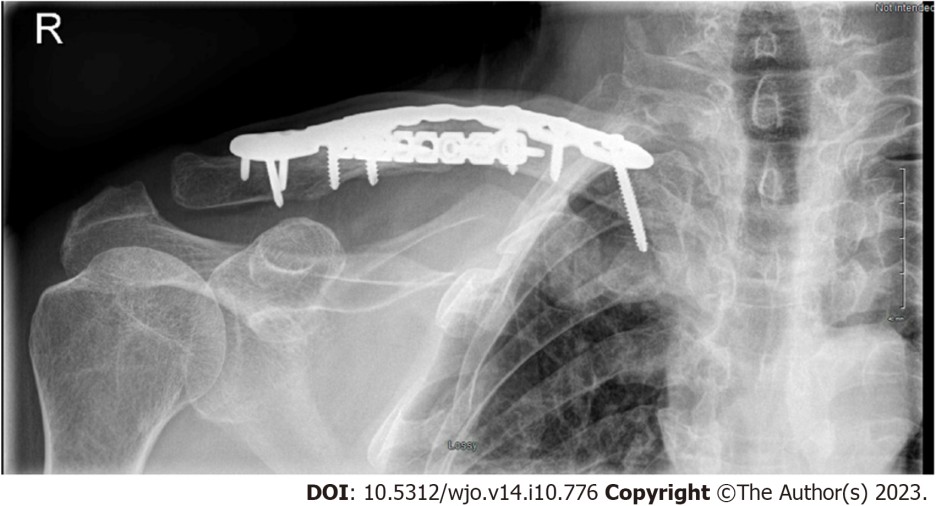 Not intended
R
Lossy
DOI: 10.5312/wjo.v14.i10.776 Copyright ©The Author(s) 2023.